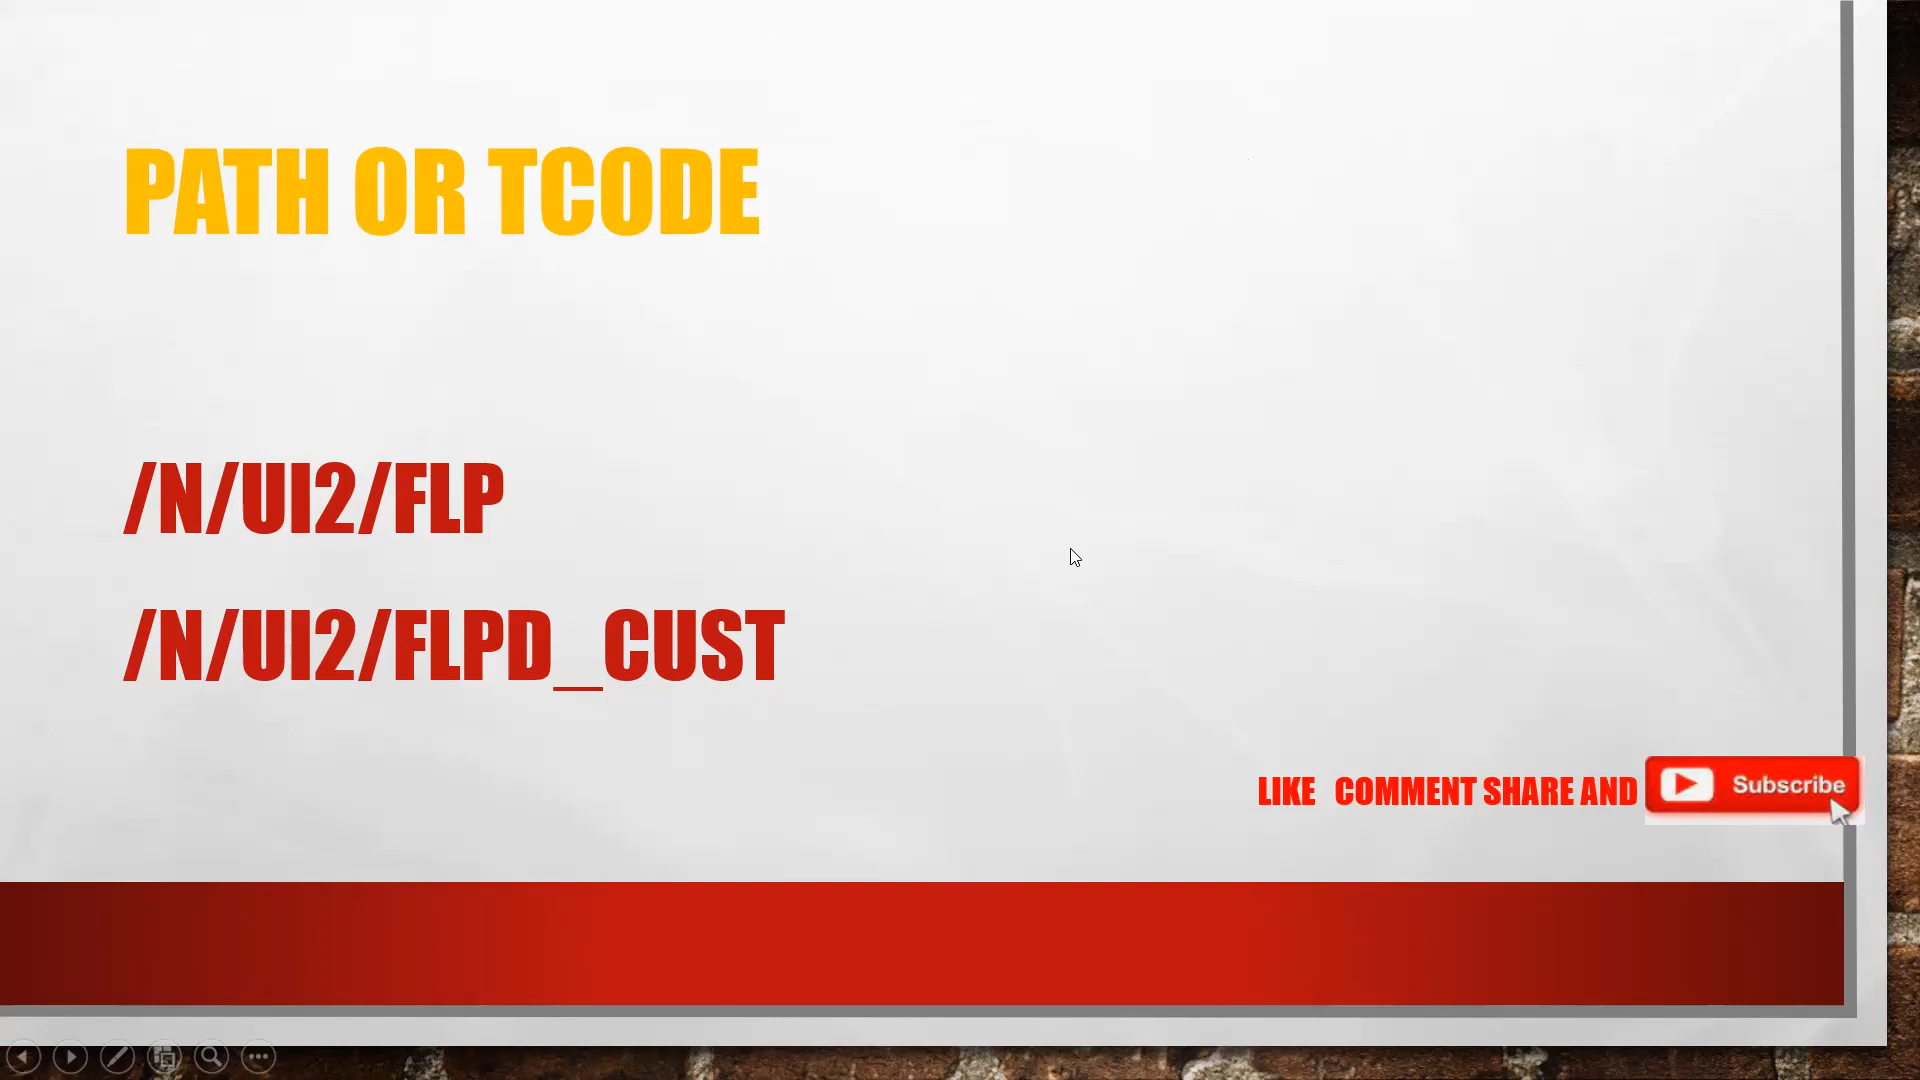 PATH OR TCODE
/N/UI2/FLP
/N/UI2/FLPD_CUST
LIKE COMMENT SHARE AND Subscribe